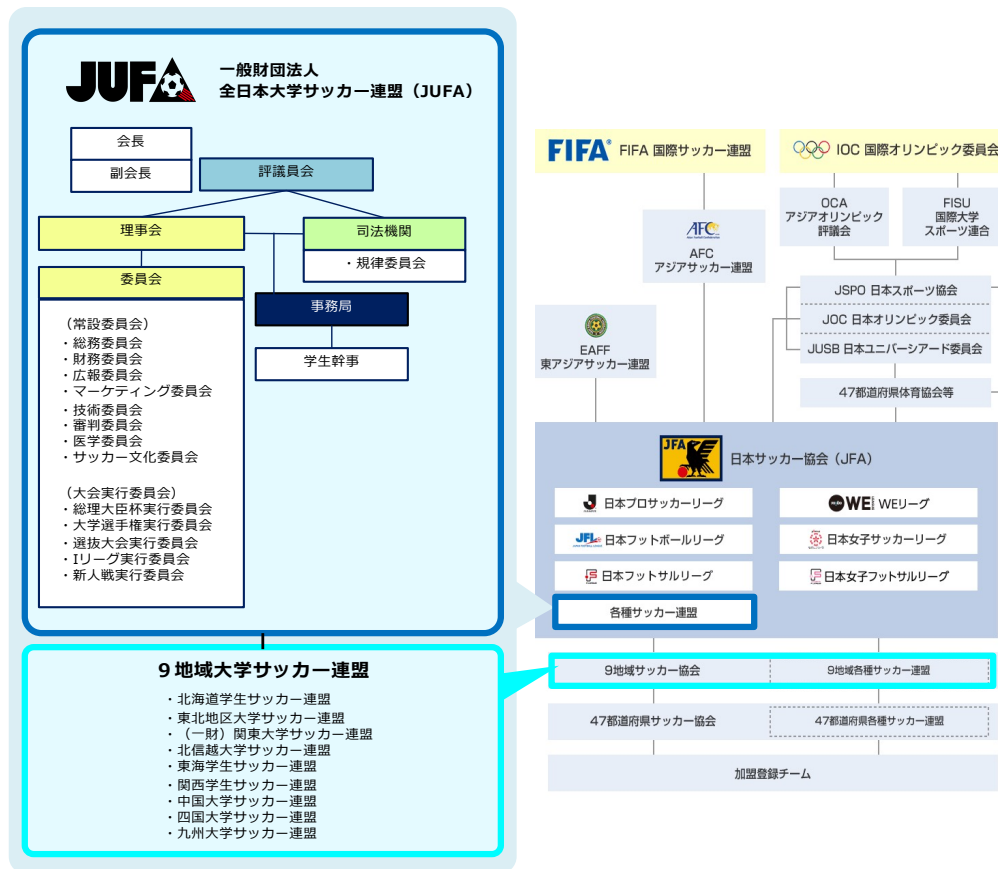 JUFA
一般財団法人
全日本大学サッカー連盟（JUFA）
会長
副会長
評議員会
理事会
司法機関
・規律委員会
委員会
事務局
学生幹事
（常設委員会）
・総務委員会
・財務委員会
・広報委員会
・マーケティング委員会
・技術委員会
・審判委員会
・医学委員会
・サッカー文化委員会
（大会実行委員会）
・総理大臣杯実行委員会
・大学選手権実行委員会
・選抜大会実行委員会
・Iリーグ実行委員会
・新人戦実行委員会
９地域大学サッカー連盟
・北海道学生サッカー連盟
・東北地区大学サッカー連盟
・（一財）関東大学サッカー連盟
・北信越大学サッカー連盟
・東海学生サッカー連盟
・関西学生サッカー連盟
・中国大学サッカー連盟
・四国大学サッカー連盟
・九州大学サッカー連盟
FIFA FIFA 国際サッカー連盟
IOC 国際オリンピック委員会
OCA
アジアオリンピック
評議会
FISU
国際大学
スポーツ連合
AFC
AFC
アジアサッカー連盟
JSPO 日本スポーツ協会
JOC 日本オリンピック委員会
JUSB 日本ユニバーシアード委員会
EAFF
東アジアサッカー連盟
47都道府県体育協会等
JFA 日本サッカー協会（JFA）
J 日本プロサッカーリーグ
WE WEリーグ
JFL 日本フットボールリーグ
日本女子サッカーリーグ
F 日本フットサルリーグ
F 日本女子フットサルリーグ
各種サッカー連盟
9地域サッカー協会
9地域各種サッカー連盟
47都道府県サッカー協会
47都道府県各種サッカー連盟
加盟登録チーム